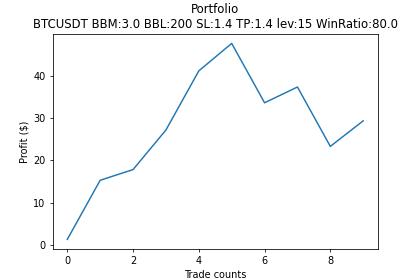 Portfolio
BTCUSDT BBM:3.0 BBL:200 SL:1.4 TP:1.4 lev:15 WinRatio:80.0
40
30
20
10
0
Profit ($)
0 2 4 6 8
Trade counts